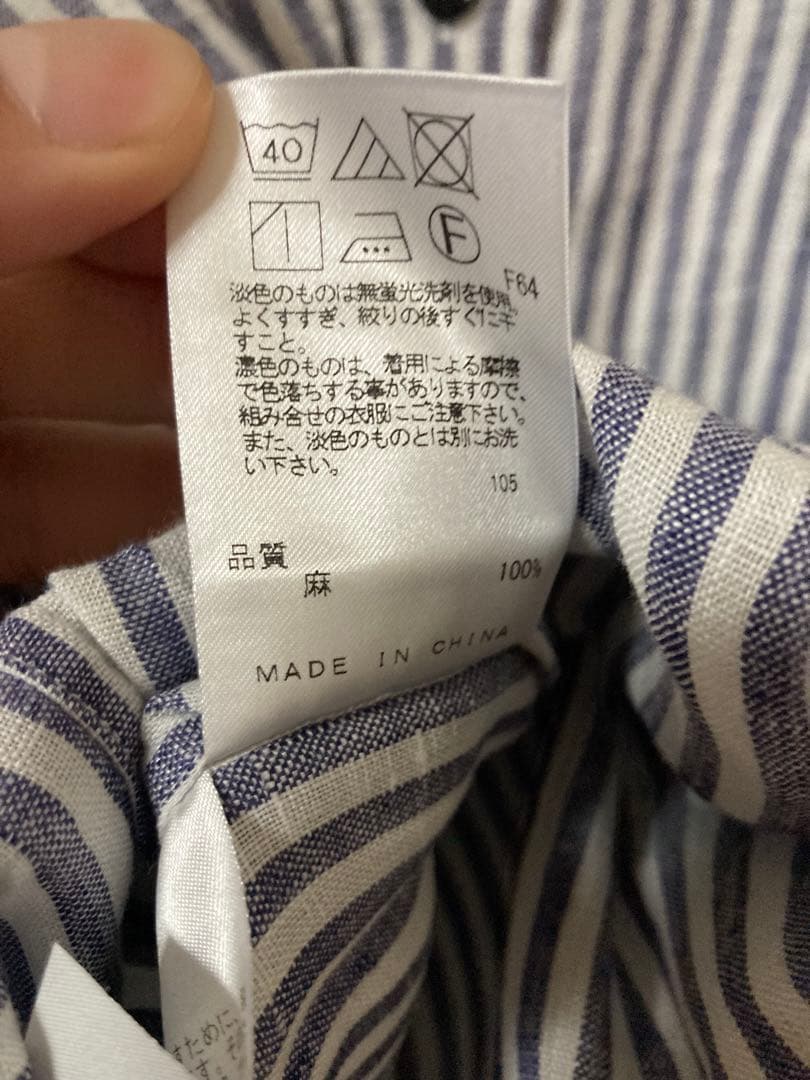 40
F
F64
淡色のものは無蛍光洗剤を使用。
よくすすぎ、絞りの後すぐに干
すこと。
濃色のものは、着用による摩擦
で色落ちする事がありますので、
組み合せの衣服にご注意下さい。
また、淡色のものとは別にお洗
い下さい。
105
品質
麻 100%
MADE IN CHINA
すために